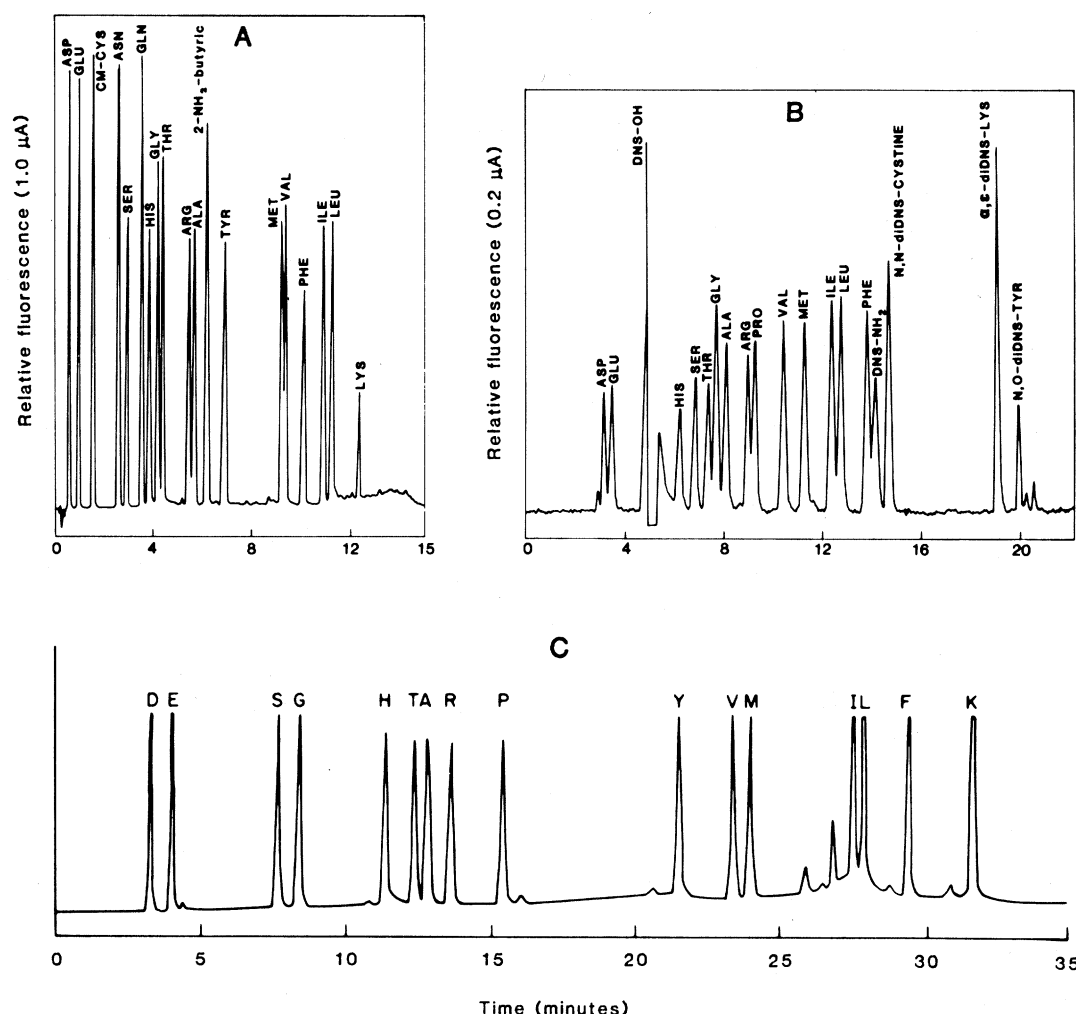 A
Relative fluorescence (1.0 μA)
ASP
GLU
CM-CYS
ASN
SER
GLN
HIS
GLY
THR
ARG
ALA
2-NH₂-butyric
TYR
MET
VAL
PHE
ILE
LEU
LYS
0 4 8 12 15
B
Relative fluorescence (0.2 μA)
ASP
GLU
DNS-OH
HIS
SER
THR
GLY
ALA
ARG
PRO
VAL
MET
ILE
LEU
PHE
DNS-NH₂
N,N-diDNS-CYSTINE
α,ε-diDNS-LYS
N,O-diDNS-TYR
0 4 8 12 16 20
C
D E S G H T A R P Y V M I L F K
0 5 10 15 20 25 30 35
Time (minutes)